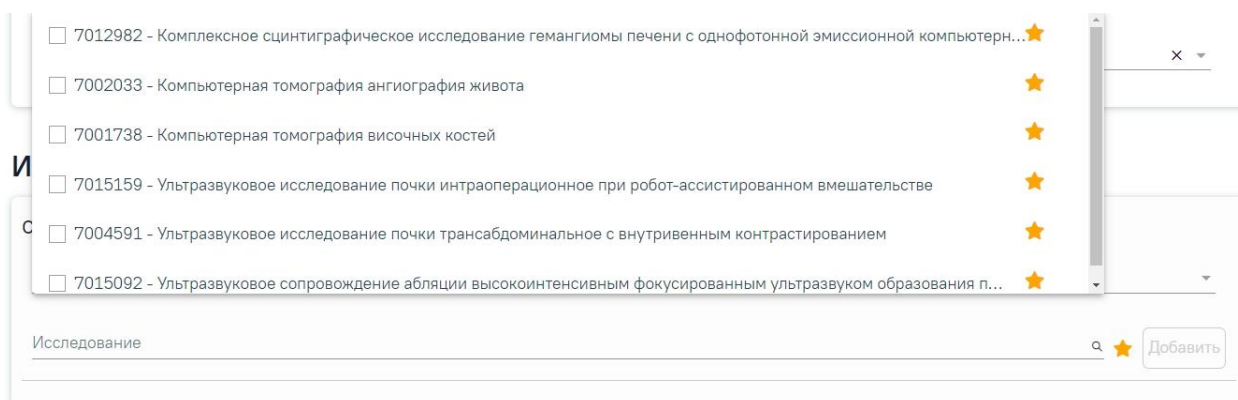 7012982 - Комплексное сцинтиграфическое исследование гемангиомы печени с однофотонной эмиссионной компьютерн...
7002033 - Компьютерная томография ангиография живота
7001738 - Компьютерная томография височных костей
И
7015159 - Ультразвуковое исследование почки интраоперационное при робот-ассистированном вмешательстве
7004591 - Ультразвуковое исследование почки трансабдоминальное с внутривенным контрастированием
7015092 - Ультразвуковое сопровождение абляции высокоинтенсивным фокусированным ультразвуком образования п...
Исследование
Добавить